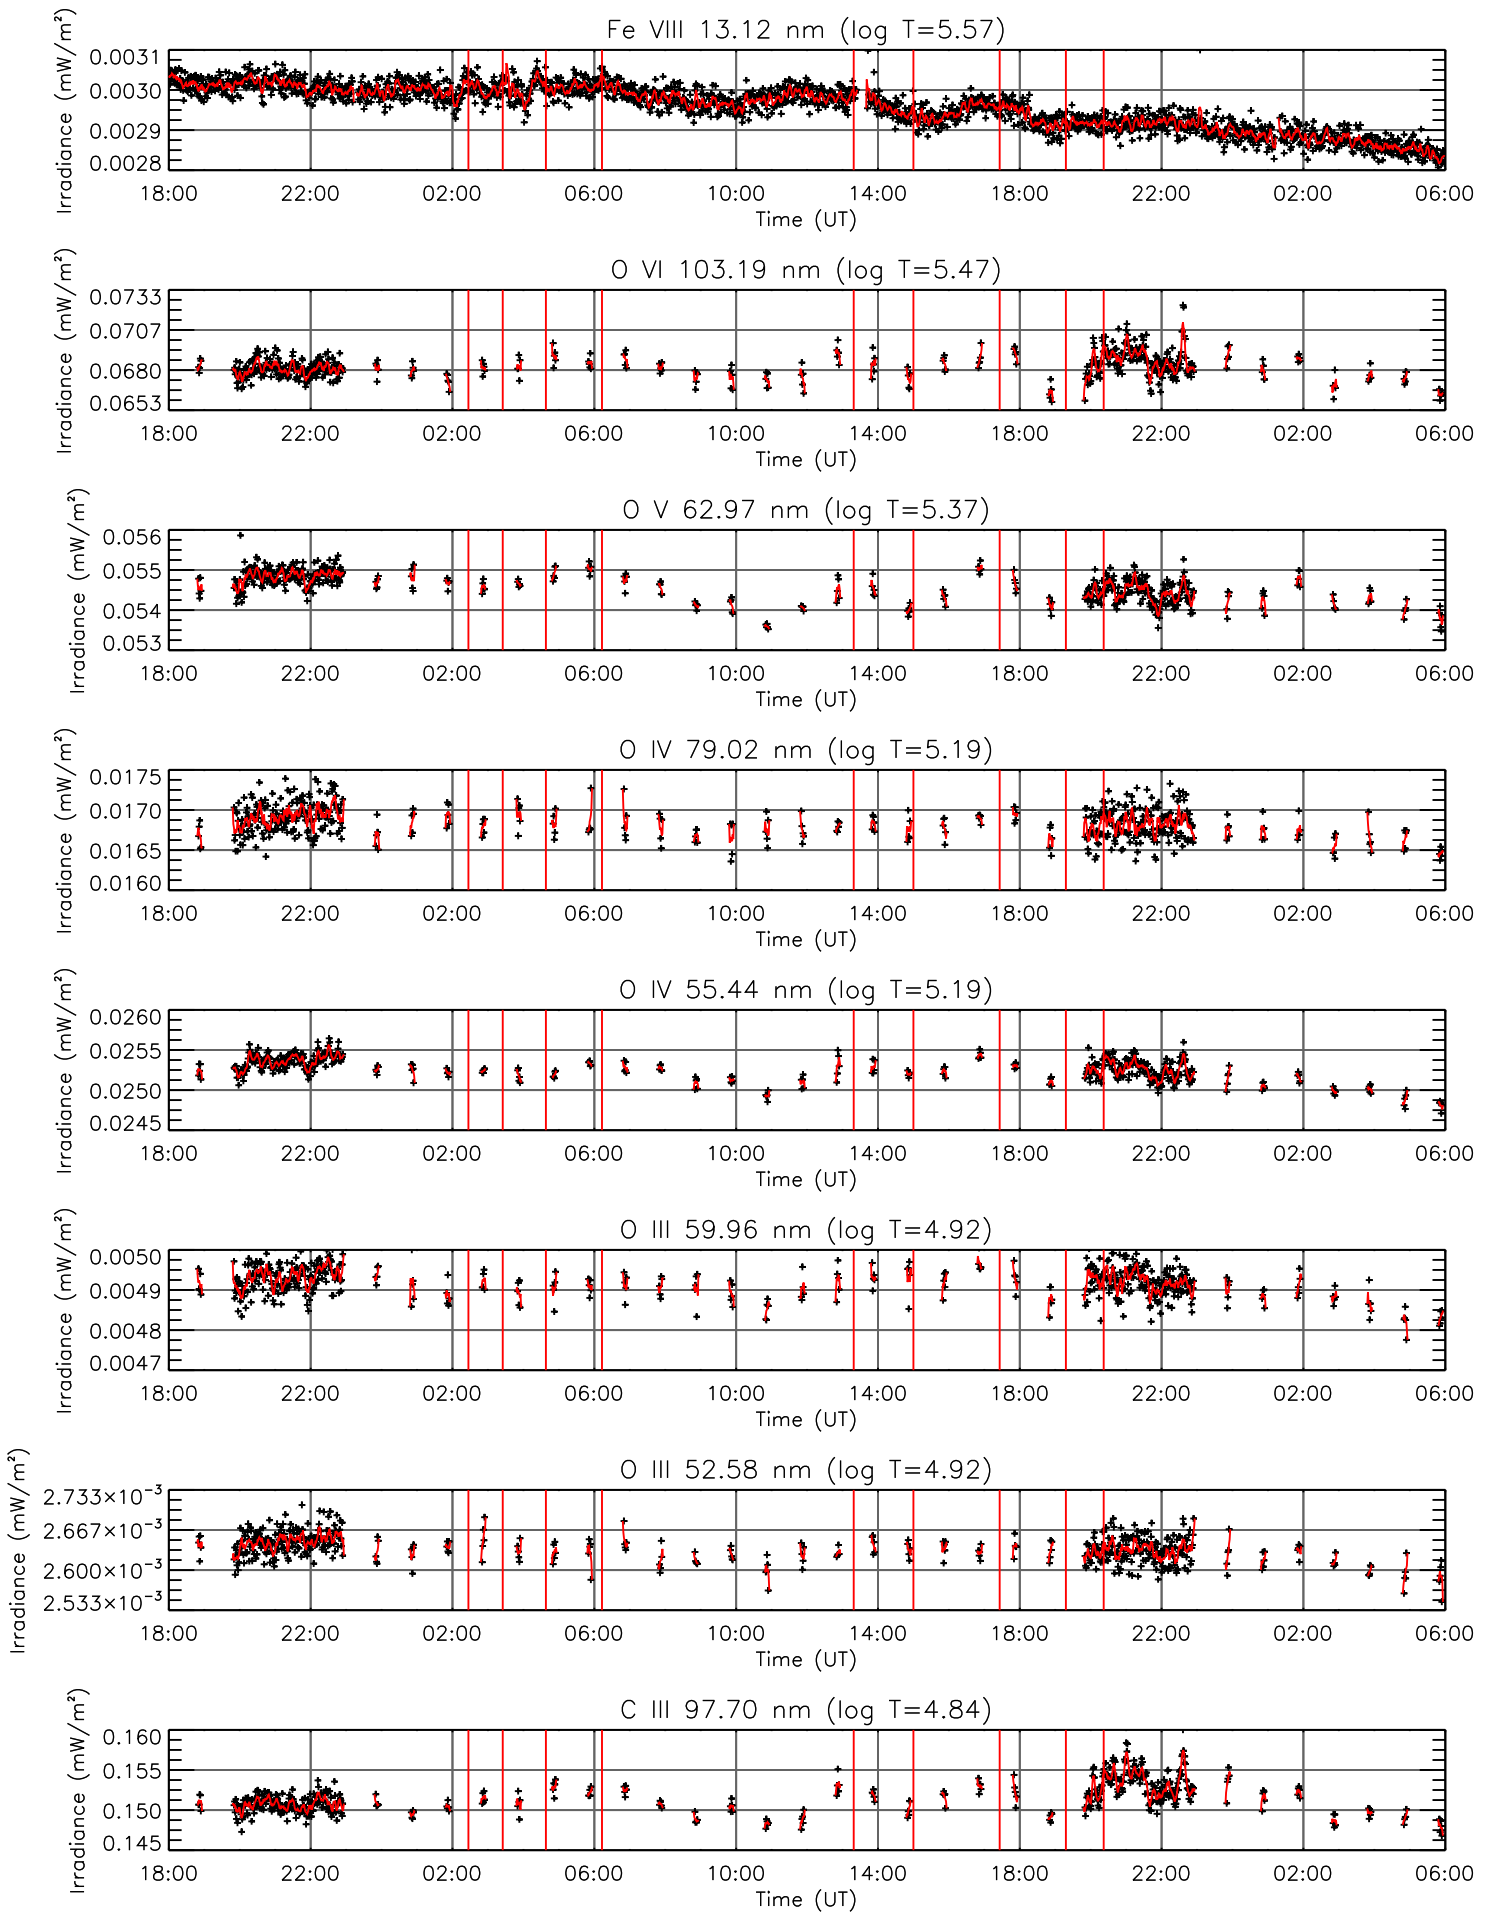 Fe VIII 13.12 nm (log T=5.57)
Irradiance (mW/m²)
0.0031
0.0030
0.0029
0.0028
18:00 22:00 02:00 06:00 10:00 14:00 18:00 22:00 02:00 06:00
Time (UT)
O VI 103.19 nm (log T=5.47)
Irradiance (mW/m²)
0.0733
0.0707
0.0680
0.0653
18:00 22:00 02:00 06:00 10:00 14:00 18:00 22:00 02:00 06:00
Time (UT)
O V 62.97 nm (log T=5.37)
Irradiance (mW/m²)
0.056
0.055
0.054
0.053
18:00 22:00 02:00 06:00 10:00 14:00 18:00 22:00 02:00 06:00
Time (UT)
O IV 79.02 nm (log T=5.19)
Irradiance (mW/m²)
0.0175
0.0170
0.0165
0.0160
18:00 22:00 02:00 06:00 10:00 14:00 18:00 22:00 02:00 06:00
Time (UT)
O IV 55.44 nm (log T=5.19)
Irradiance (mW/m²)
0.0260
0.0255
0.0250
0.0245
18:00 22:00 02:00 06:00 10:00 14:00 18:00 22:00 02:00 06:00
Time (UT)
O III 59.96 nm (log T=4.92)
Irradiance (mW/m²)
0.0050
0.0049
0.0048
0.0047
18:00 22:00 02:00 06:00 10:00 14:00 18:00 22:00 02:00 06:00
Time (UT)
O III 52.58 nm (log T=4.92)
Irradiance (mW/m²)
2.733×10⁻³
2.667×10⁻³
2.600×10⁻³
2.533×10⁻³
18:00 22:00 02:00 06:00 10:00 14:00 18:00 22:00 02:00 06:00
Time (UT)
C III 97.70 nm (log T=4.84)
Irradiance (mW/m²)
0.160
0.155
0.150
0.145
18:00 22:00 02:00 06:00 10:00 14:00 18:00 22:00 02:00 06:00
Time (UT)